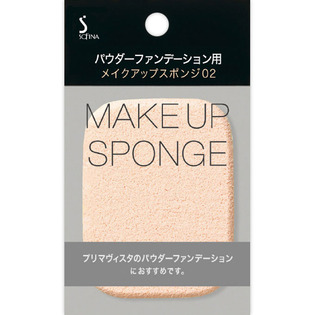 SOFINA
パウダーファンデーション用
メイクアップスポンジ02
MAKE UP
SPONGE
プリマヴィスタのパウダーファンデーション
におすすめです。